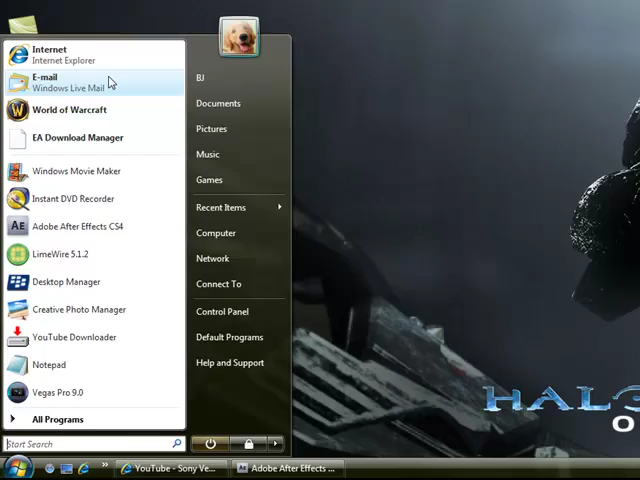 Internet
Internet Explorer
E-mail
Windows Live Mail
World of Warcraft
EA Download Manager
Windows Movie Maker
Instant DVD Recorder
AE
Adobe After Effects CS4
LimeWire 5.1.2
Desktop Manager
Creative Photo Manager
YouTube Downloader
Notepad
Vegas Pro 9.0
All Programs
Start Search
BJ
Documents
Pictures
Music
Games
Recent Items
Computer
Network
Connect To
Control Panel
Default Programs
Help and Support
HALO
O
YouTube - Sony Ve...
Adobe After Effects ...